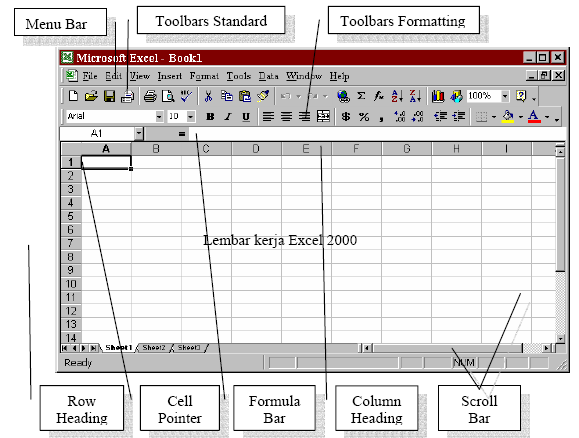 Menu Bar
Toolbars Standard
Toolbars Formatting
Microsoft Excel - Book1
File Edit View Insert Format Tools Data Window Help
100%
Arial 10 B I U $ % ,
A1 =
A B C D E F G H I
1
2
3
4
5
6
7
Lembar kerja Excel 2000
8
9
10
11
12
13
14
Sheet1 Sheet2 Sheet3
Ready NUM
Row
Heading
Cell
Pointer
Formula
Bar
Column
Heading
Scroll
Bar